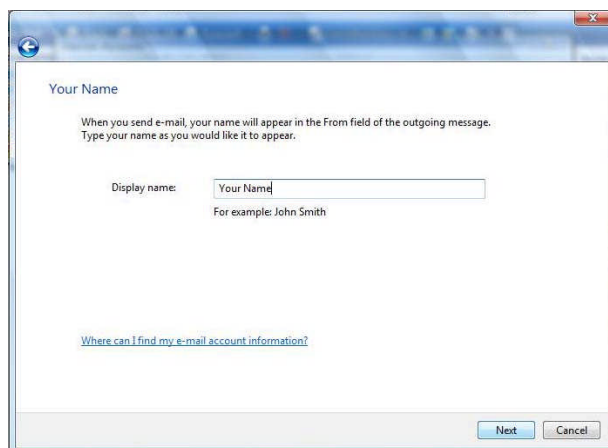 Your Name
When you send e-mail, your name will appear in the From field of the outgoing message.
Type your name as you would like it to appear.
Display name: Your Name
For example: John Smith
Where can I find my e-mail account information?
Next Cancel